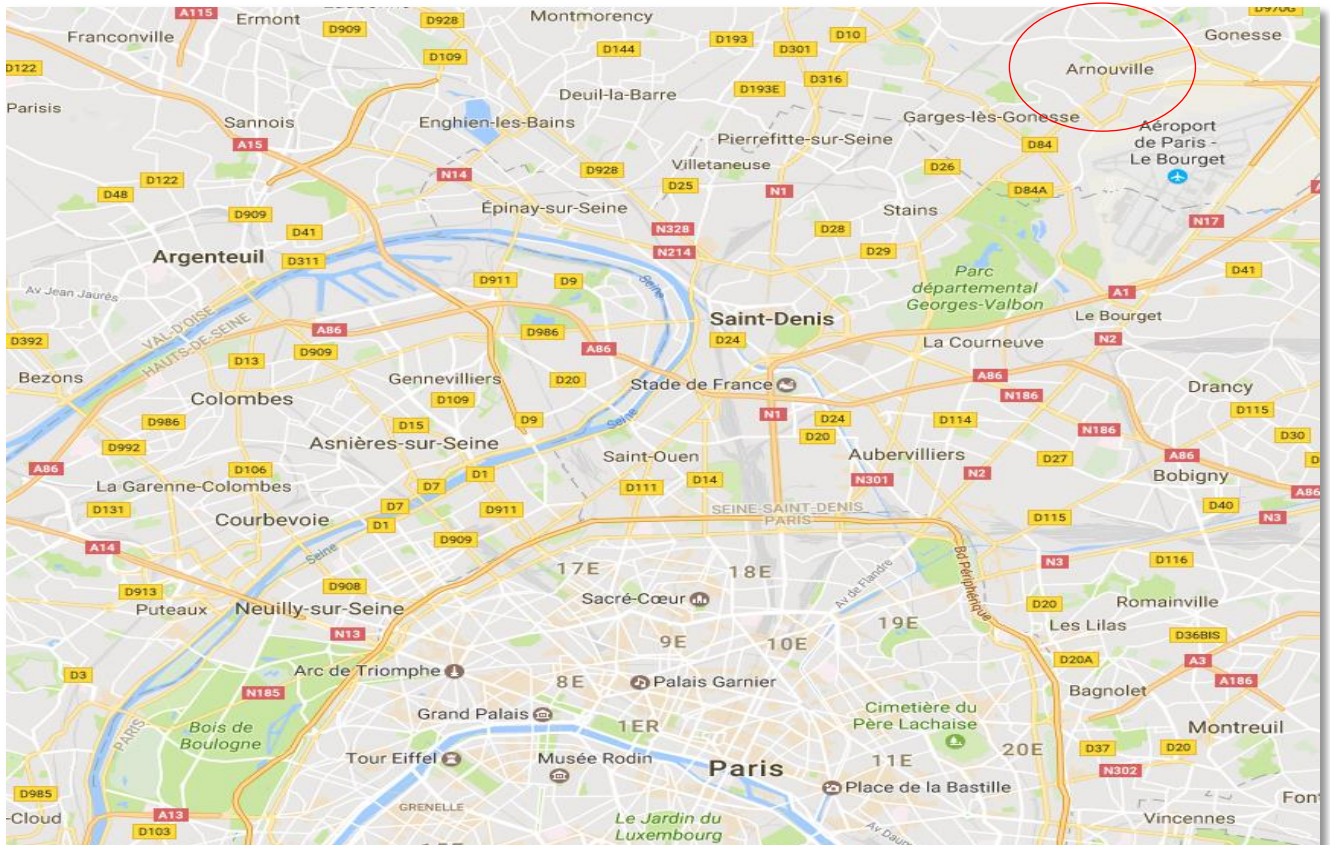 A115
Ermont
D909
D928
Montmorency
D193
D10
D970G
Franconville
D144
D301
Gonesse
D109
D122
Arnouville
D316
D193E
Parisis
Deuil-la-Barre
Sannois
Enghien-les-Bains
Garges-lès-Gonesse
Aéroport
de Paris -
Le Bourget
A15
Pierrefitte-sur-Seine
D84
Villetaneuse
D928
N14
D26
D122
D48
D25
N1
D84A
D909
Épinay-sur-Seine
Stains
N17
D41
N328
D28
Argenteuil
D311
N214
D29
D911
D9
Seine
Parc
départemental
Georges-Valbon
D41
Av Jean Jaurès
A1
VAL-D'OISE
HAUTS-DE-SEINE
A86
D986
Saint-Denis
Le Bourget
D392
D24
La Courneuve
N2
D13
D909
A86
Bezons
Gennevilliers
D20
Stade de France
A86
Drancy
Colombes
D109
N186
D115
D986
D15
D9
Seine
N1
D24
D114
N186
D992
Asnières-sur-Seine
D20
D30
A86
D106
Saint-Ouen
Aubervilliers
D27
A86
D1
N2
Bobigny
La Garenne-Colombes
D7
D111
D14
N301
A86
D131
D7
D911
SEINE-SAINT-DENIS
PARIS
D40
Courbevoie
D1
D115
N3
A14
D909
Seine
Bd Périphérique
N3
D116
17E
18E
Av de Flandre
D913
D908
Puteaux
Neuilly-sur-Seine
Sacré-Cœur
D20
Romainville
N13
19E
Les Lilas
D36BIS
9E
10E
D3
Arc de Triomphe
8E
Palais Garnier
D20A
A3
N185
A186
Bagnolet
Bois de
Boulogne
Grand Palais
1ER
Cimetière du
Père Lachaise
Montreuil
PARIS
Tour Eiffel
Musée Rodin
Paris
11E
20E
D37
D20
N302
D985
GRENELLE
Place de la Bastille
Font
-Cloud
A13
D103
Le Jardin du
Luxembourg
Vincennes